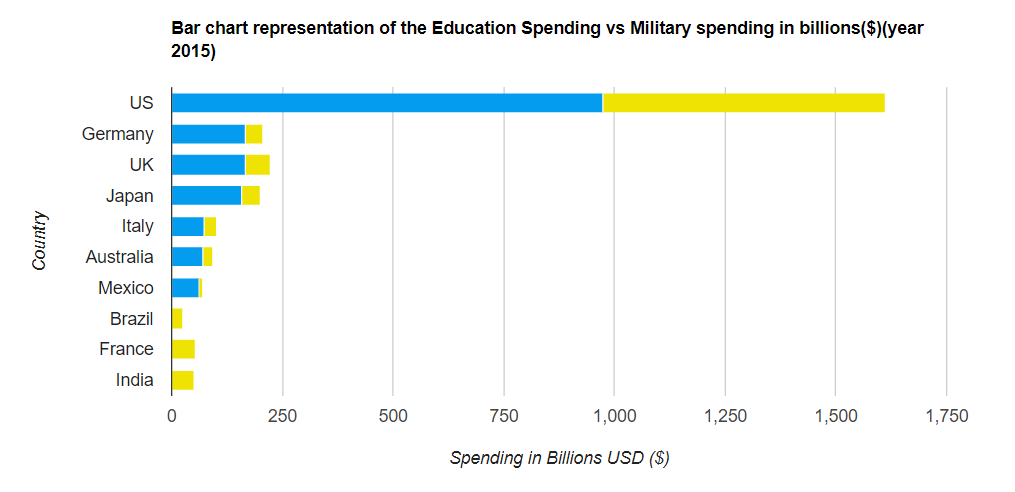 Bar chart representation of the Education Spending vs Military spending in billions($)(year
2015)
US
Germany
UK
Japan
Italy
Australia
Mexico
Brazil
France
India
Country
0 250 500 750 1,000 1,250 1,500 1,750
Spending in Billions USD ($)